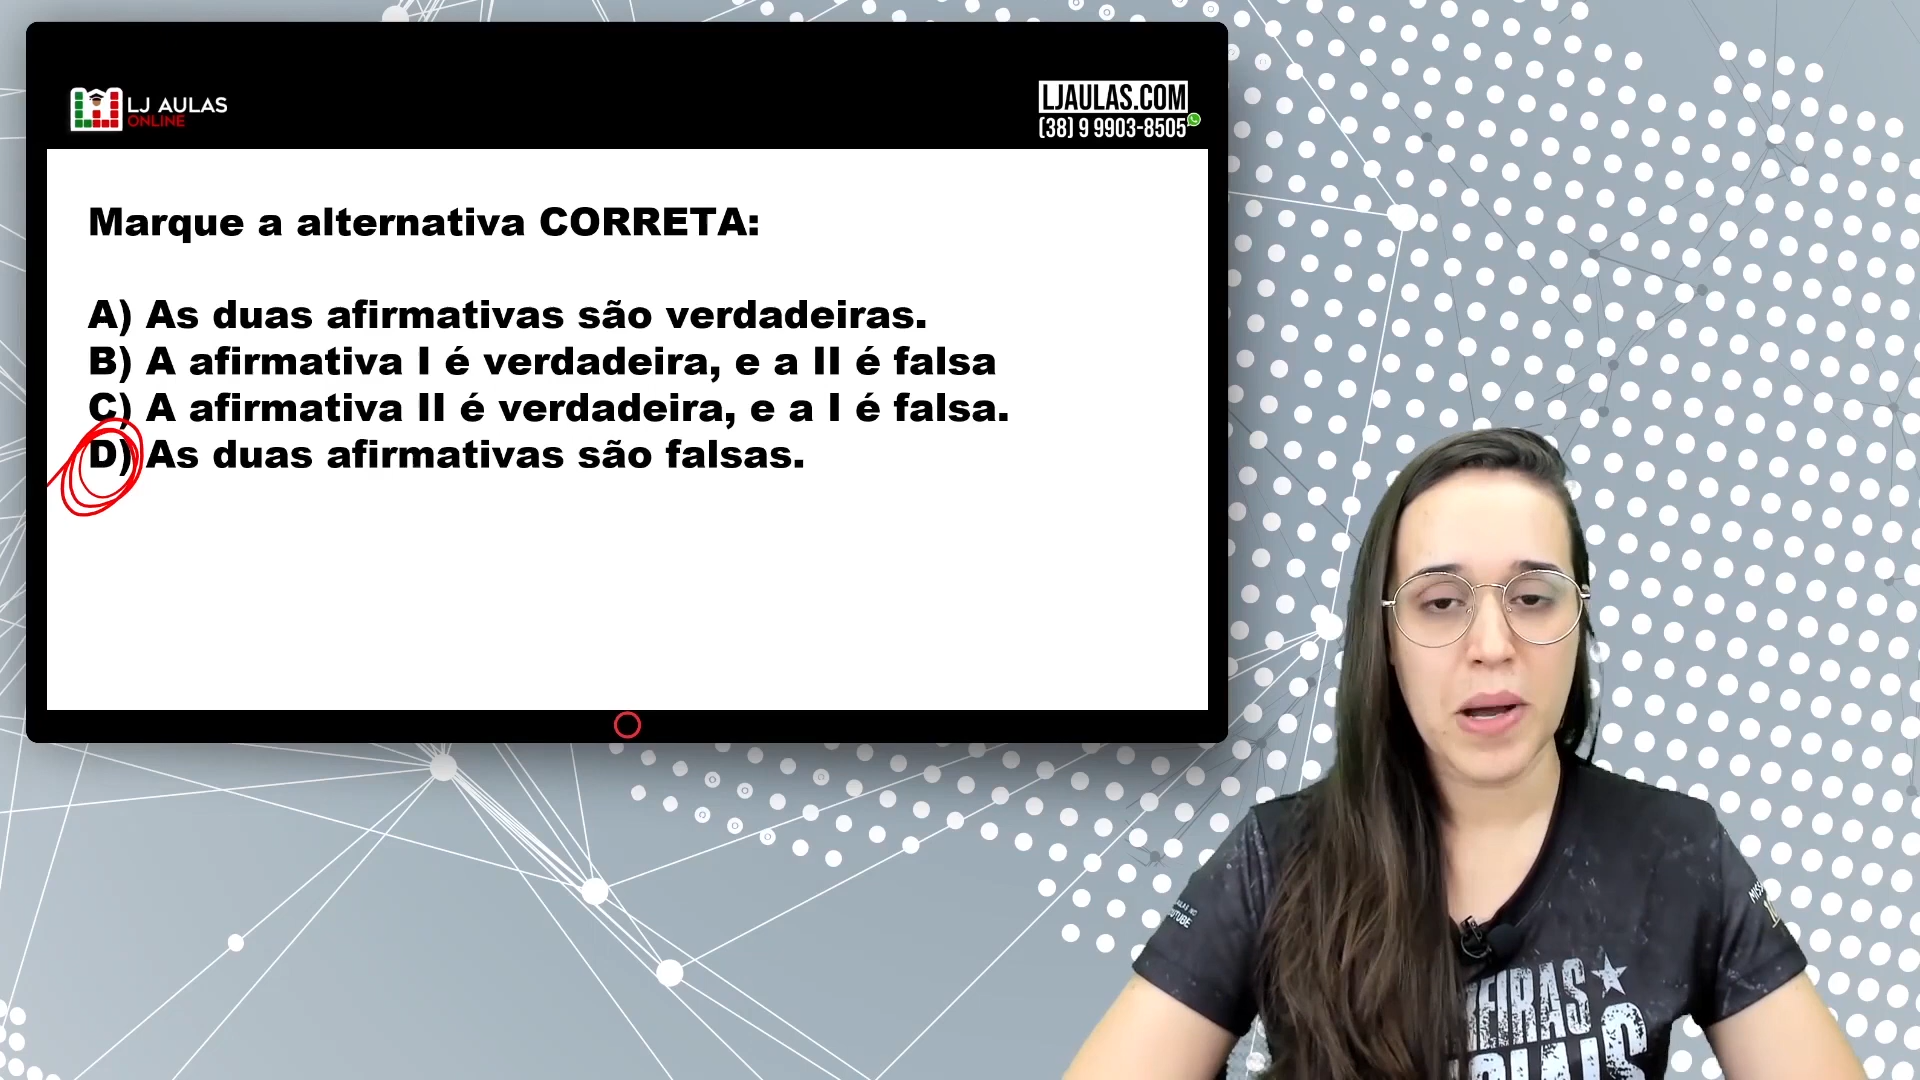 LJ AULAS
ONLINE
LJAULAS.COM
(38) 9 9903-8505
Marque a alternativa CORRETA:
A) As duas afirmativas são verdadeiras.
B) A afirmativa I é verdadeira, e a II é falsa
C) A afirmativa II é verdadeira, e a I é falsa.
D) As duas afirmativas são falsas.